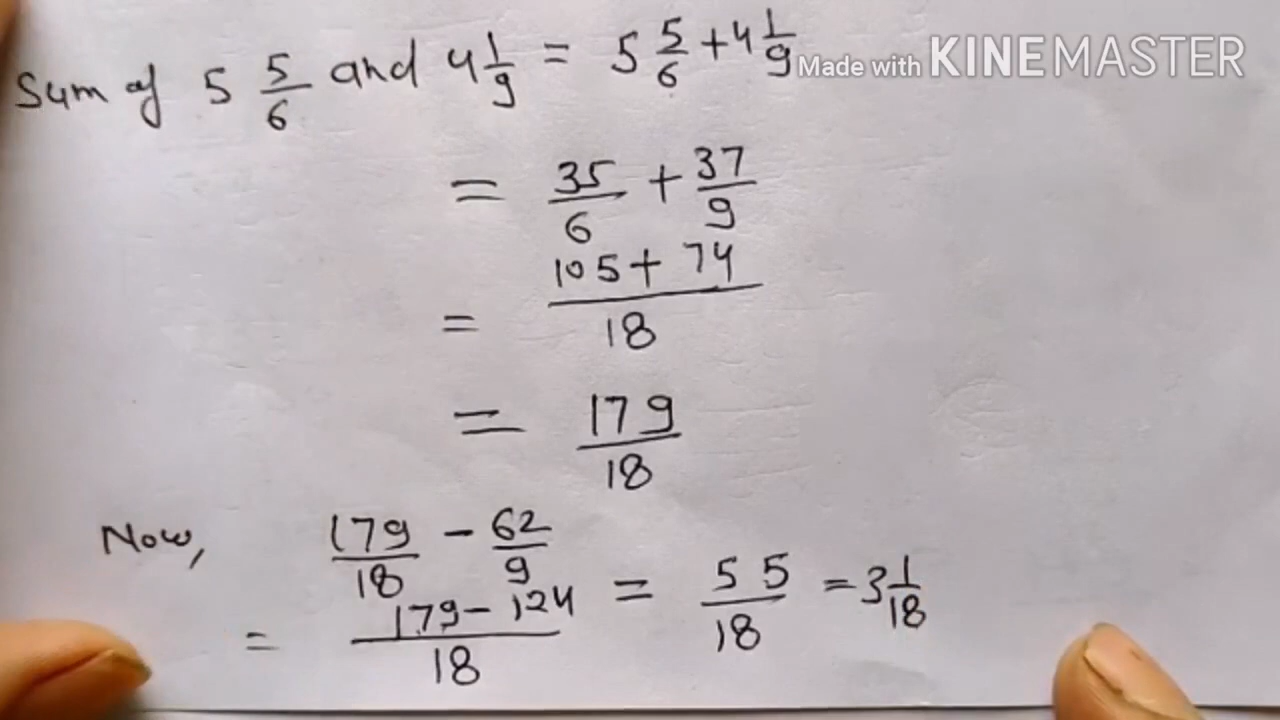 Sum of 5 5/6 and 4 1/9 = 5 5/6 + 4 1/9
Made with KINEMASTER
= 35/6 + 37/9
= 105 + 74 / 18
= 179/18
Now, 179/18 - 62/9
= 179 - 124 / 18 = 55/18 = 3 1/18